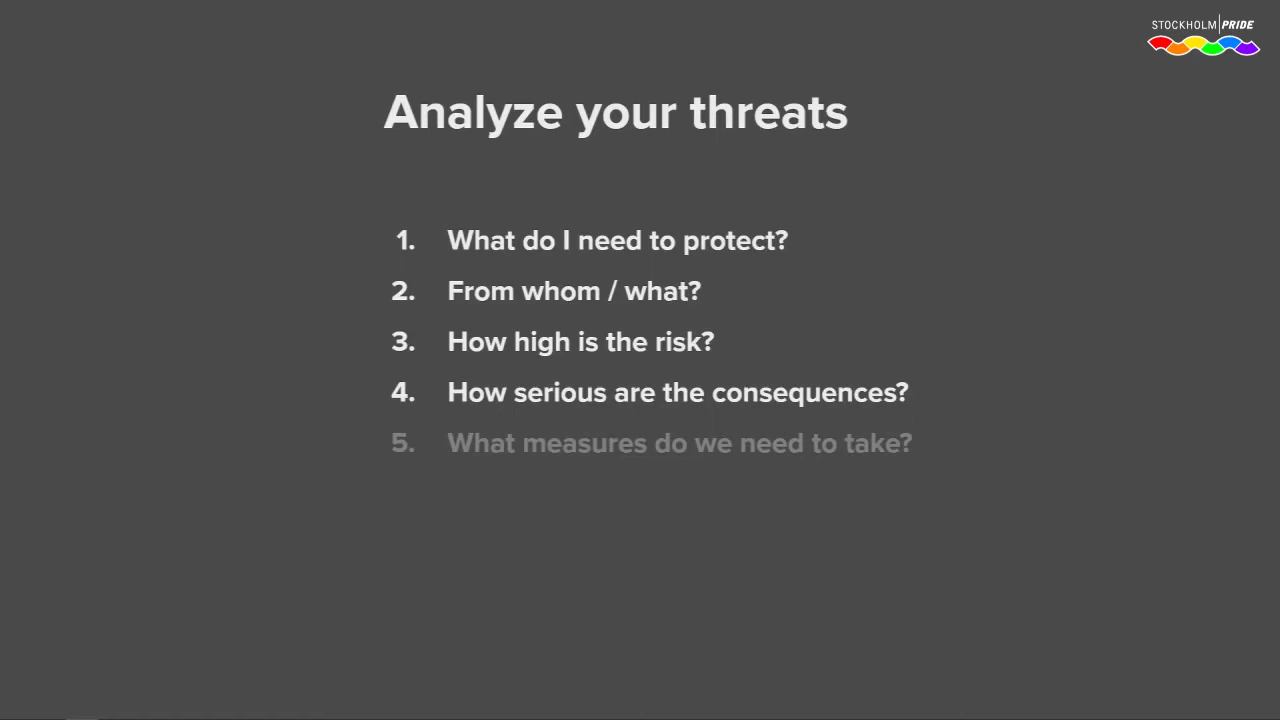 STOCKHOLM PRIDE
Analyze your threats
1. What do I need to protect?
2. From whom / what?
3. How high is the risk?
4. How serious are the consequences?
5. What measures do we need to take?